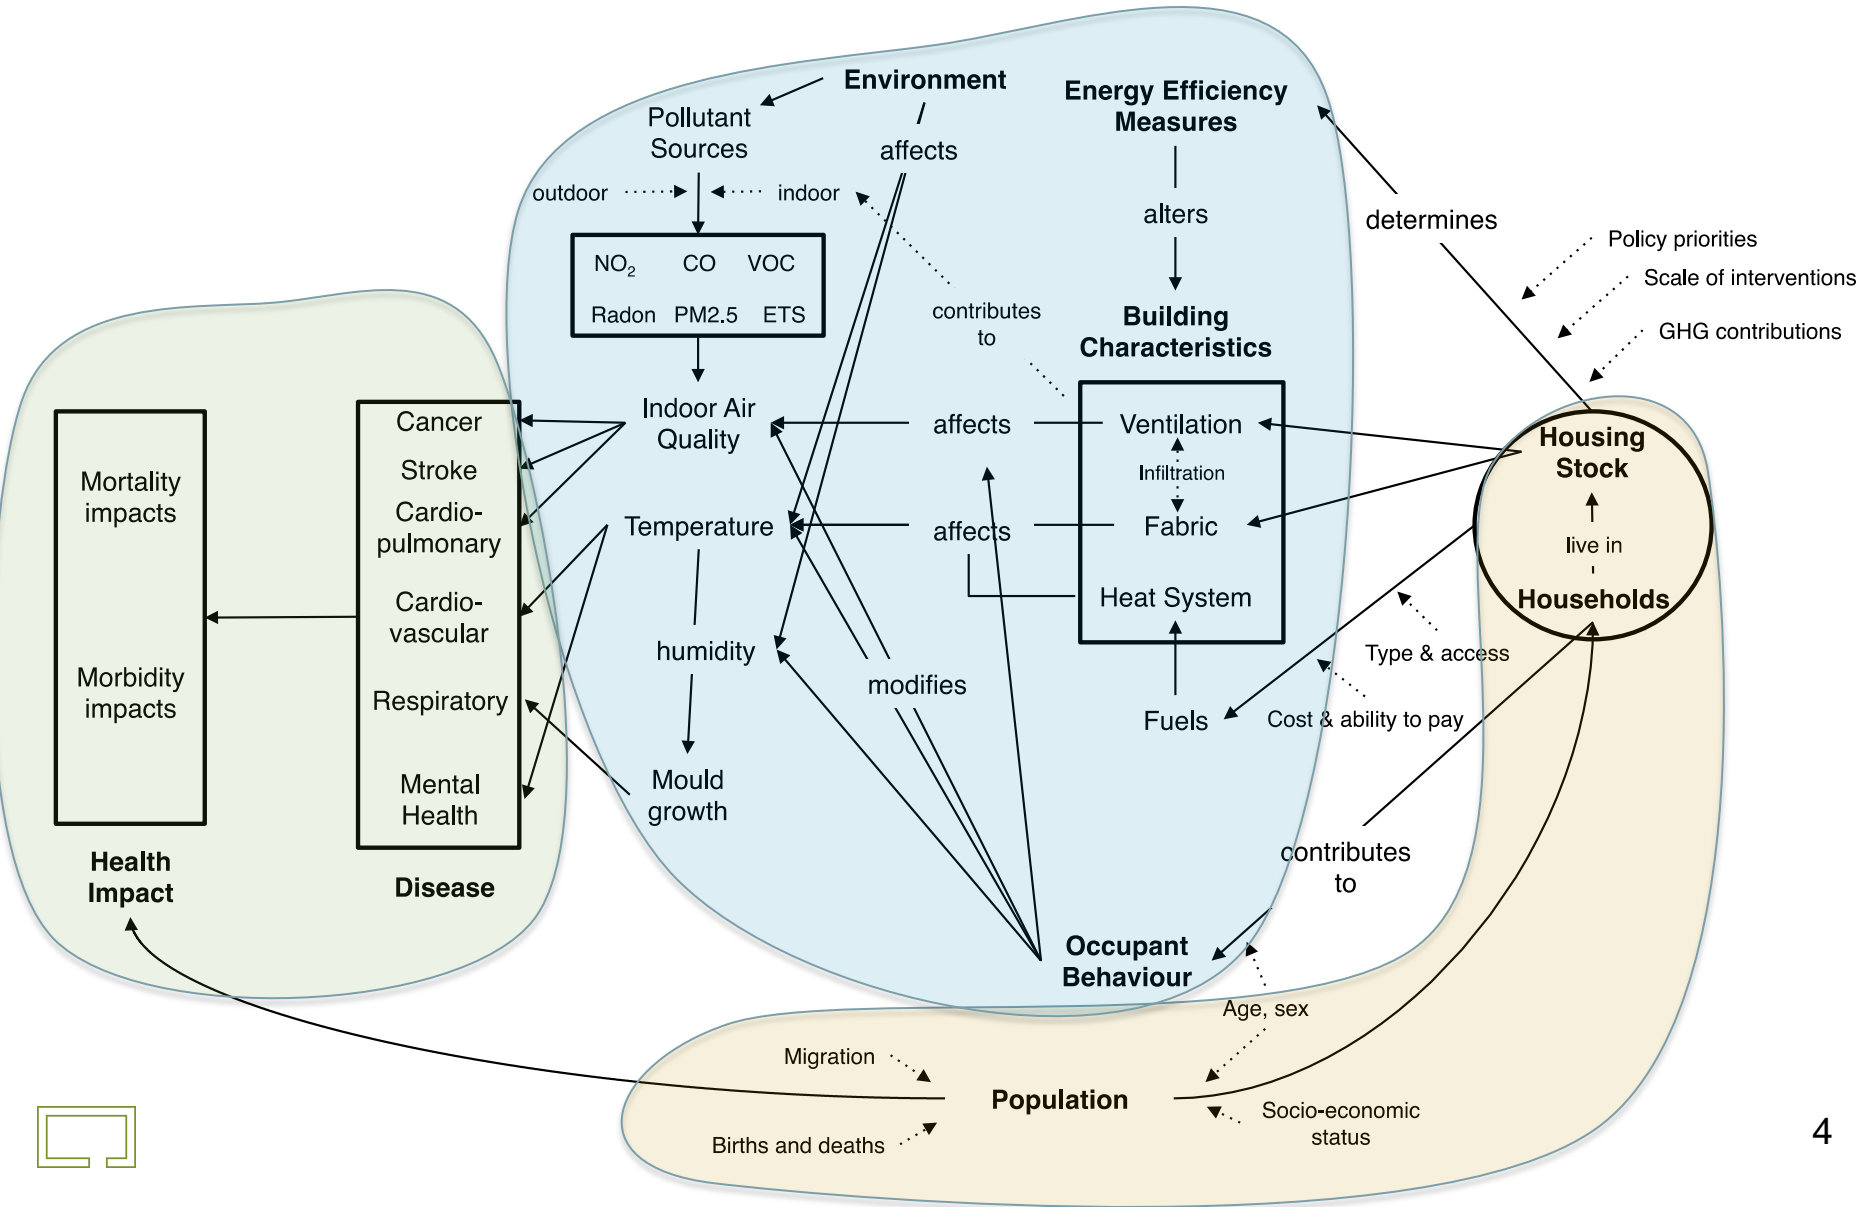 Environment
Energy Efficiency
Measures
Pollutant
Sources
affects
outdoor
indoor
alters
determines
Policy priorities
Scale of interventions
GHG contributions
NO₂ CO VOC
Radon PM2.5 ETS
contributes
to
Building
Characteristics
Indoor Air
Quality
affects
Ventilation
Infiltration
Fabric
Heat System
Temperature
affects
Housing
Stock
live in
Households
Cancer
Stroke
Cardio-
pulmonary
Cardio-
vascular
Respiratory
Mental
Health
Mortality
impacts
Morbidity
impacts
humidity
modifies
Type & access
Fuels
Cost & ability to pay
Mould
growth
Health
Impact
Disease
contributes
to
Occupant
Behaviour
Age, sex
Migration
Population
Births and deaths
Socio-economic
status
4